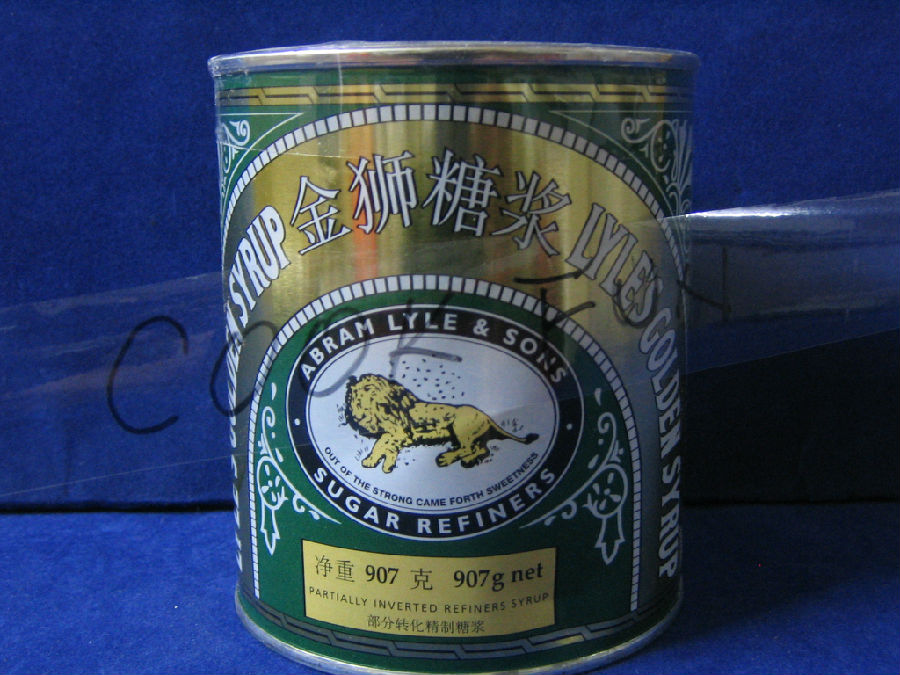 金狮糖浆
LYLE'S GOLDEN SYRUP
SYRUP
ABRAM LYLE & SONS
OUT OF THE STRONG CAME FORTH SWEETNESS
SUGAR REFINERS
净重 907 克 907g net
PARTIALLY INVERTED REFINERS SYRUP
部分转化精制糖浆
COOK